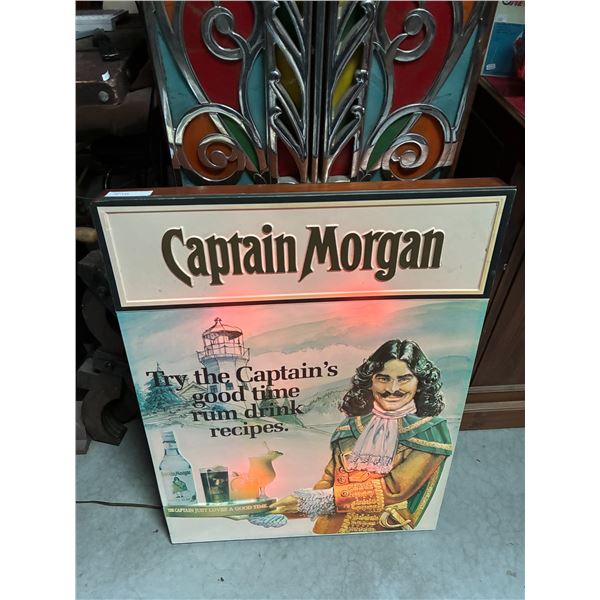 Captain Morgan
Try the Captain's
good time
rum drink
recipes.
THE CAPTAIN JUST LOVES A GOOD TIME.